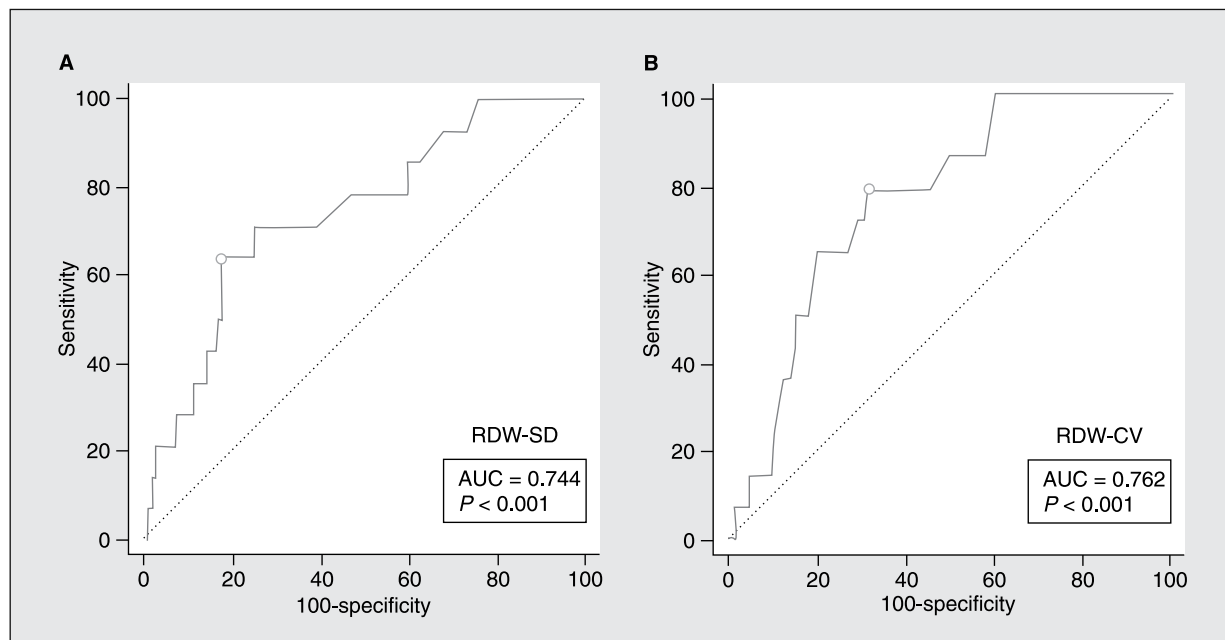 A
100
80
60
40
20
0
Sensitivity
0 20 40 60 80 100
100-specificity
RDW-SD
AUC = 0.744
P < 0.001
B
100
80
60
40
20
0
Sensitivity
0 20 40 60 80 100
100-specificity
RDW-CV
AUC = 0.762
P < 0.001